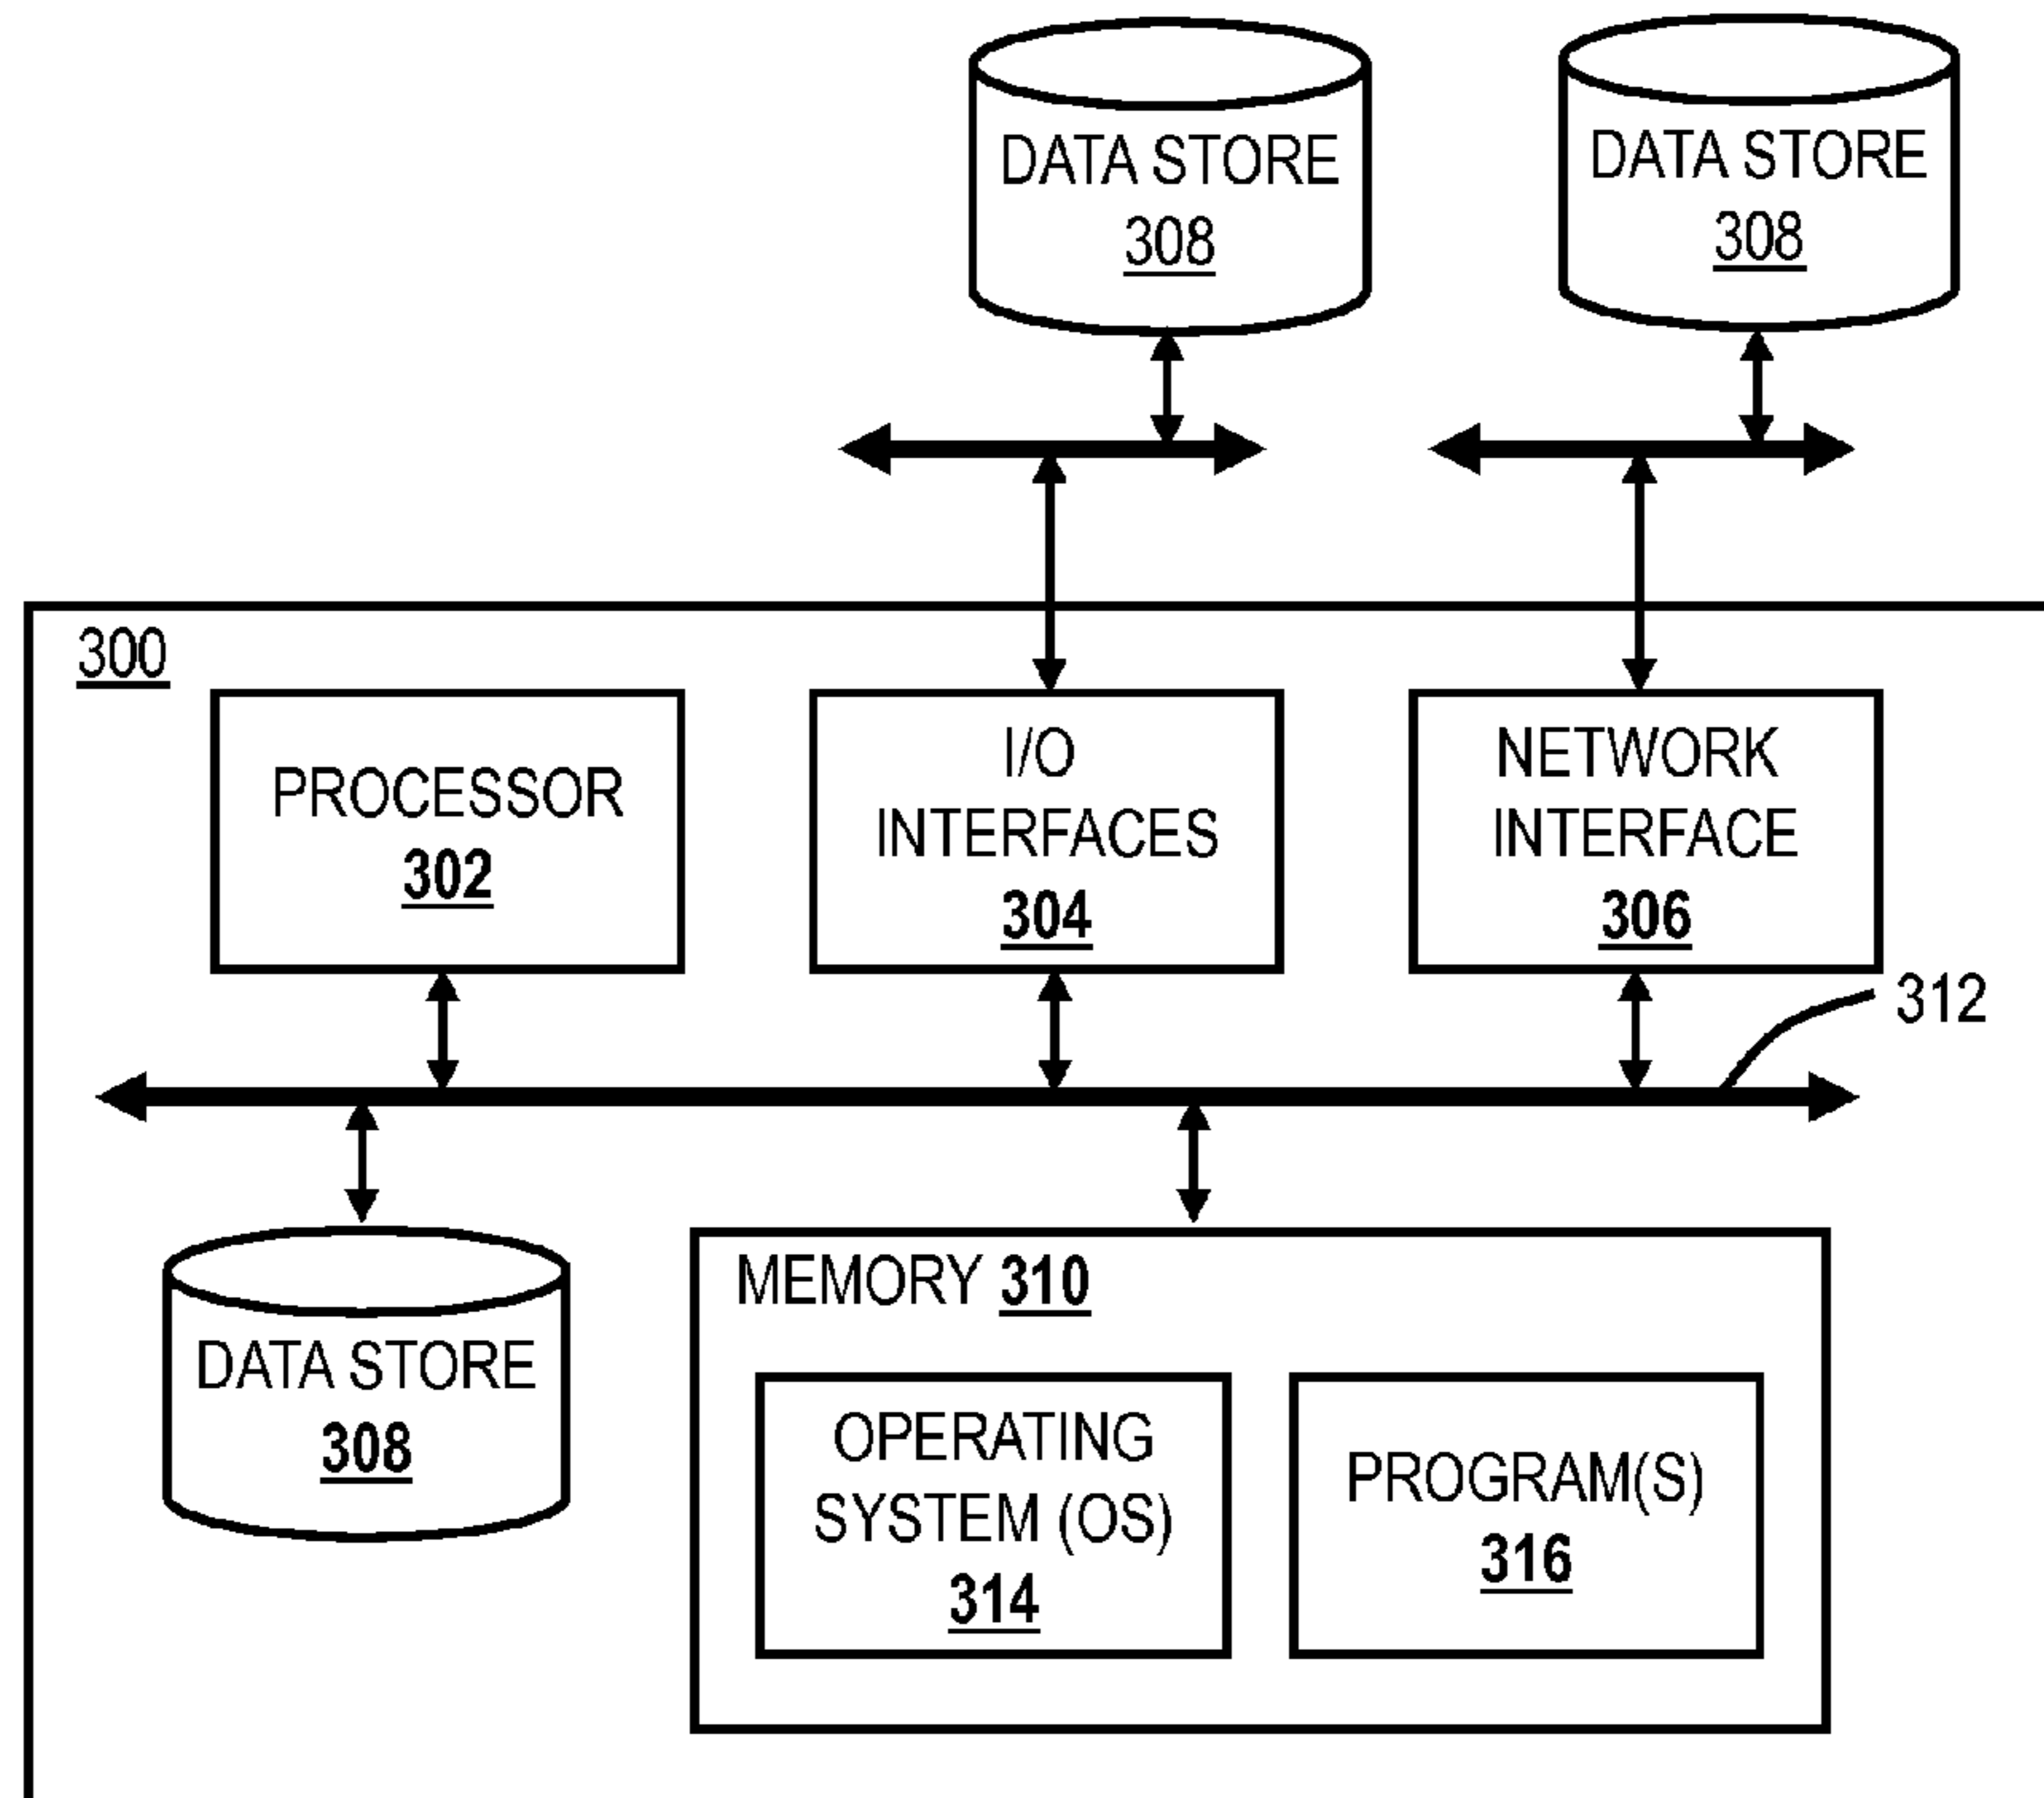 DATA STORE
308
DATA STORE
308
300
PROCESSOR
302
I/O
INTERFACES
304
NETWORK
INTERFACE
306
312
DATA STORE
308
MEMORY 310
OPERATING
SYSTEM (OS)
314
PROGRAM(S)
316